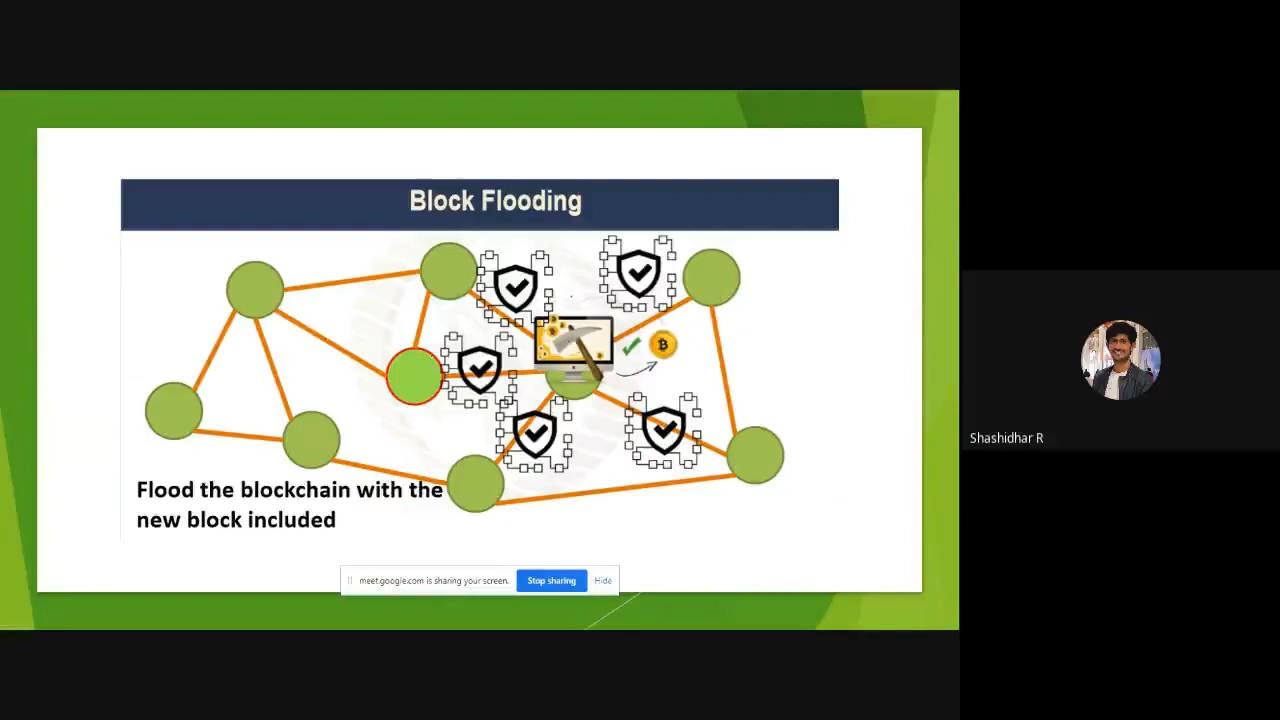 Block Flooding
Flood the blockchain with the
new block included
meet.google.com is sharing your screen.
Stop sharing
Hide
Shashidhar R